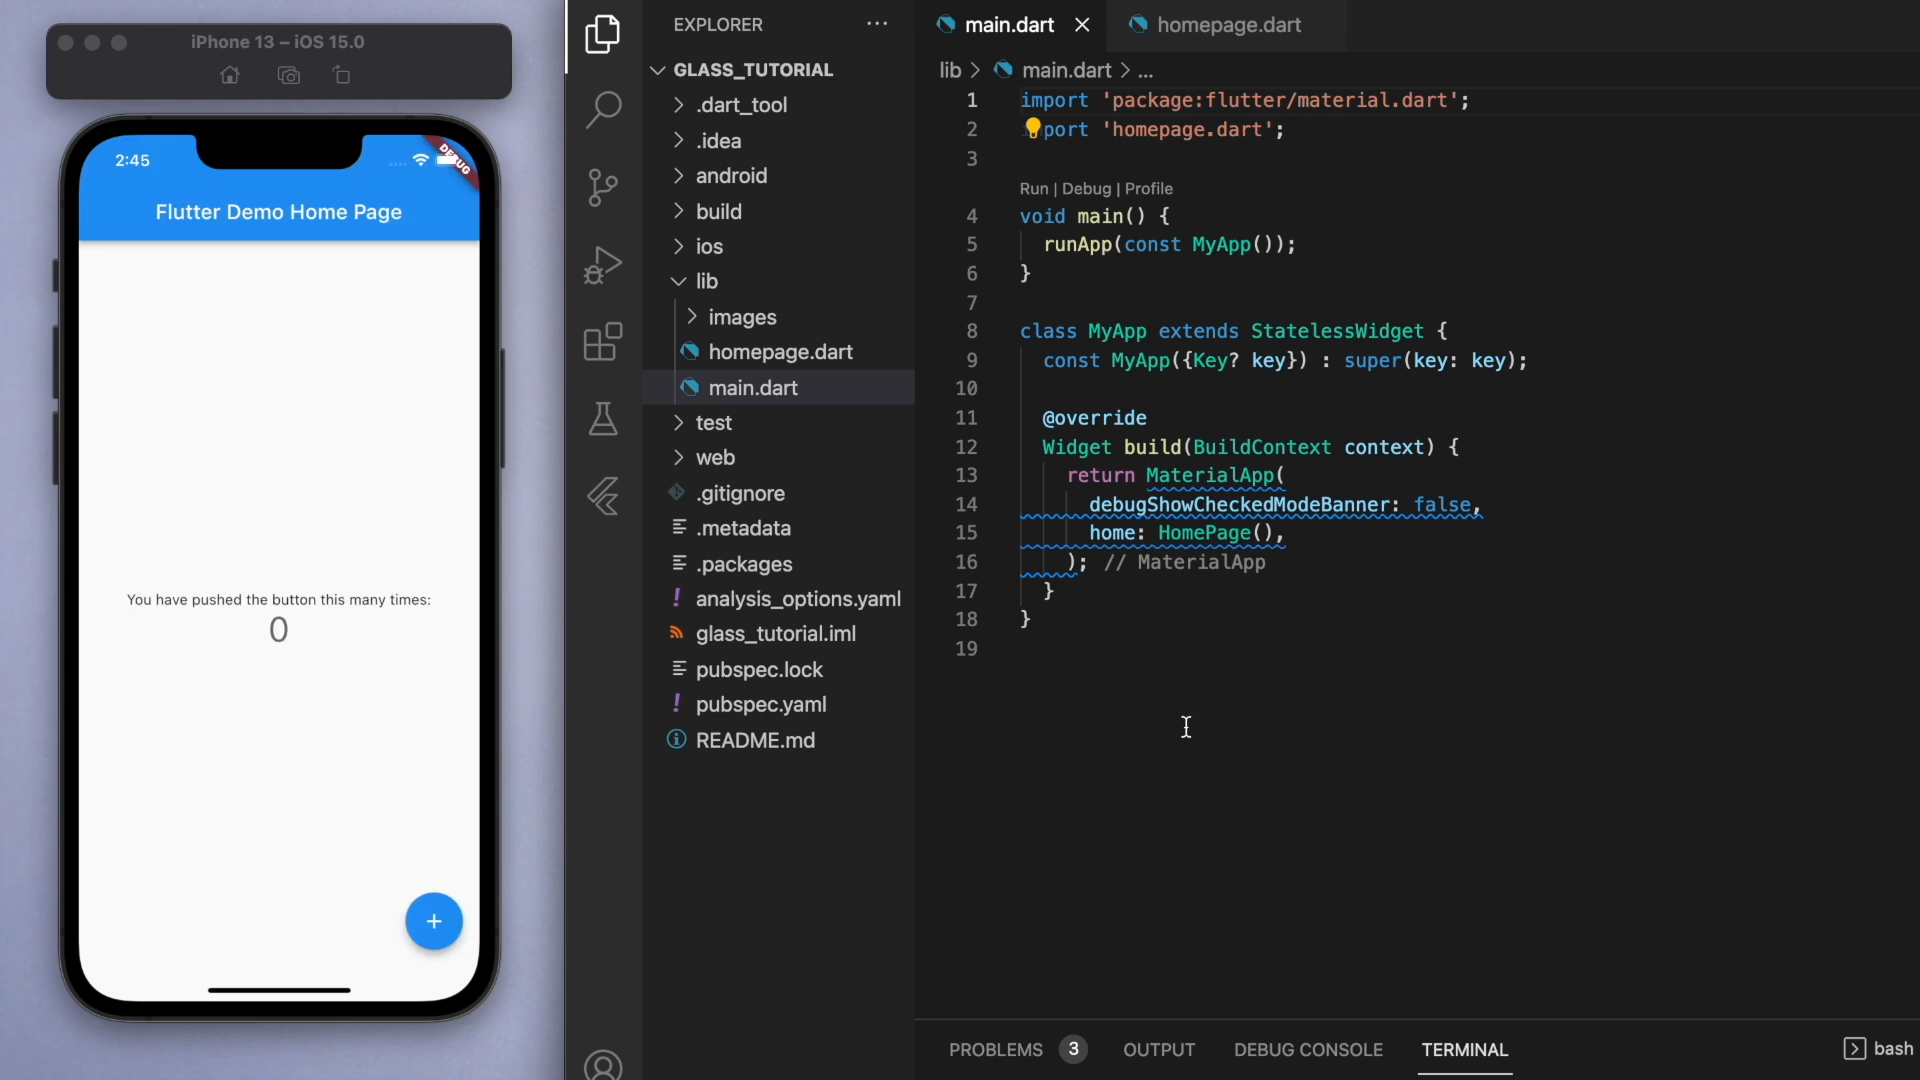 iPhone 13 – iOS 15.0
2:45
DEBUG
Flutter Demo Home Page
You have pushed the button this many times:
0
+
EXPLORER
GLASS_TUTORIAL
.dart_tool
.idea
android
build
ios
lib
images
homepage.dart
main.dart
test
web
.gitignore
.metadata
.packages
! analysis_options.yaml
glass_tutorial.iml
pubspec.lock
! pubspec.yaml
README.md
main.dart
homepage.dart
lib > main.dart > ...
1 import 'package:flutter/material.dart';
2 port 'homepage.dart';
3
Run | Debug | Profile
4 void main() {
5 runApp(const MyApp());
6 }
7
8 class MyApp extends StatelessWidget {
9 const MyApp({Key? key}) : super(key: key);
10
11 @override
12 Widget build(BuildContext context) {
13 return MaterialApp(
14 debugShowCheckedModeBanner: false,
15 home: HomePage(),
16 ); // MaterialApp
17 }
18 }
19
PROBLEMS 3 OUTPUT DEBUG CONSOLE TERMINAL
bash